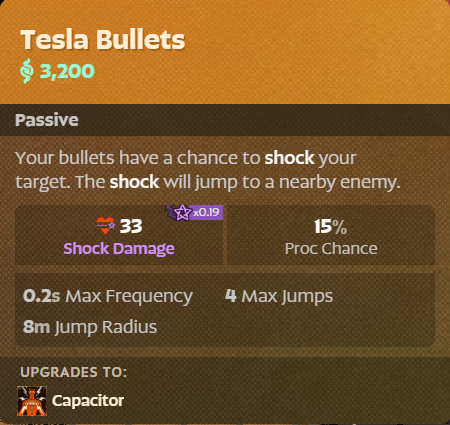 Tesla Bullets
3,200
Passive
Your bullets have a chance to shock your
target. The shock will jump to a nearby enemy.
x0.19
33
Shock Damage
15%
Proc Chance
0.2s Max Frequency
4 Max Jumps
8m Jump Radius
UPGRADES TO:
Capacitor